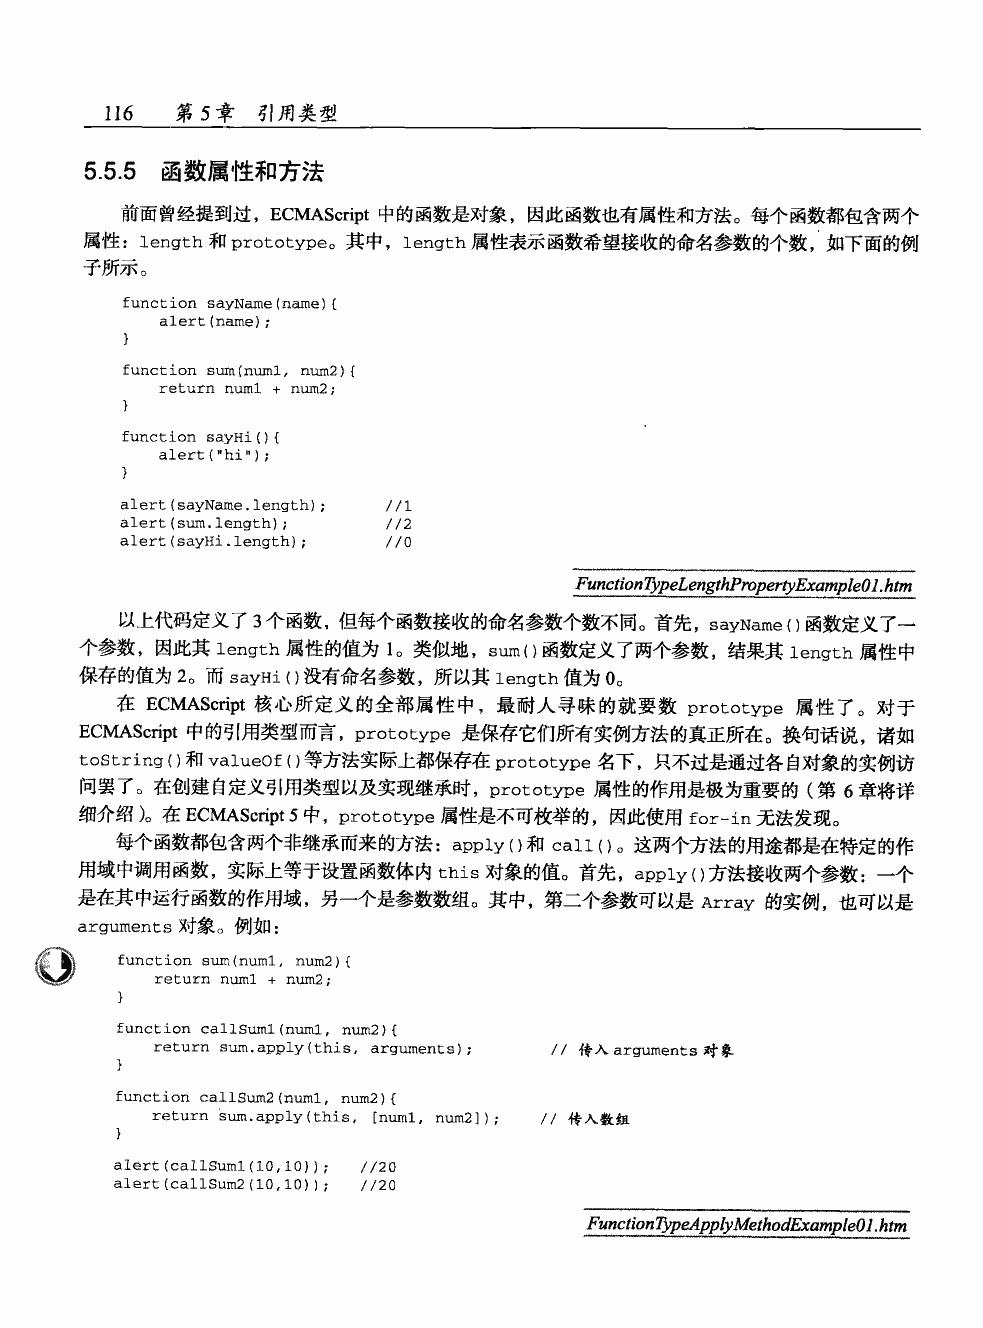 116 第5章 引用类型
5.5.5 函数属性和方法
前面曾经提到过，ECMAScript 中的函数是对象，因此函数也有属性和方法。每个函数都包含两个
属性：length 和 prototype。其中，length 属性表示函数希望接收的命名参数的个数，如下面的例
子所示。
function sayName(name){
    alert(name);
}
function sum(num1, num2){
    return num1 + num2;
}
function sayHi(){
    alert("hi");
}
alert(sayName.length);      //1
alert(sum.length);          //2
alert(sayHi.length);        //0
FunctionTypeLengthPropertyExample01.htm
以上代码定义了 3 个函数，但每个函数接收的命名参数个数不同。首先，sayName()函数定义了一
个参数，因此其 length 属性的值为 1。类似地，sum()函数定义了两个参数，结果其 length 属性中
保存的值为 2。而 sayHi()没有命名参数，所以其 length 值为 0。
在 ECMAScript 核心所定义的全部属性中，最耐人寻味的就要数 prototype 属性了。对于
ECMAScript 中的引用类型而言，prototype 是保存它们所有实例方法的真正所在。换句话说，诸如
toString()和 valueOf()等方法实际上都保存在 prototype 名下，只不过是通过各自对象的实例访
问罢了。在创建自定义引用类型以及实现继承时，prototype 属性的作用是极为重要的（第 6 章将详
细介绍）。在 ECMAScript 5 中，prototype 属性是不可枚举的，因此使用 for-in 无法发现。
每个函数都包含两个非继承而来的方法：apply()和 call()。这两个方法的用途都是在特定的作
用域中调用函数，实际上等于设置函数体内 this 对象的值。首先，apply()方法接收两个参数：一个
是在其中运行函数的作用域，另一个是参数数组。其中，第二个参数可以是 Array 的实例，也可以是
arguments 对象。例如：
function sum(num1, num2){
    return num1 + num2;
}
function callSum1(num1, num2){
    return sum.apply(this, arguments);        // 传入 arguments 对象
}
function callSum2(num1, num2){
    return sum.apply(this, [num1, num2]);    // 传入数组
}
alert(callSum1(10,10));   //20
alert(callSum2(10,10));   //20
FunctionTypeApplyMethodExample01.htm